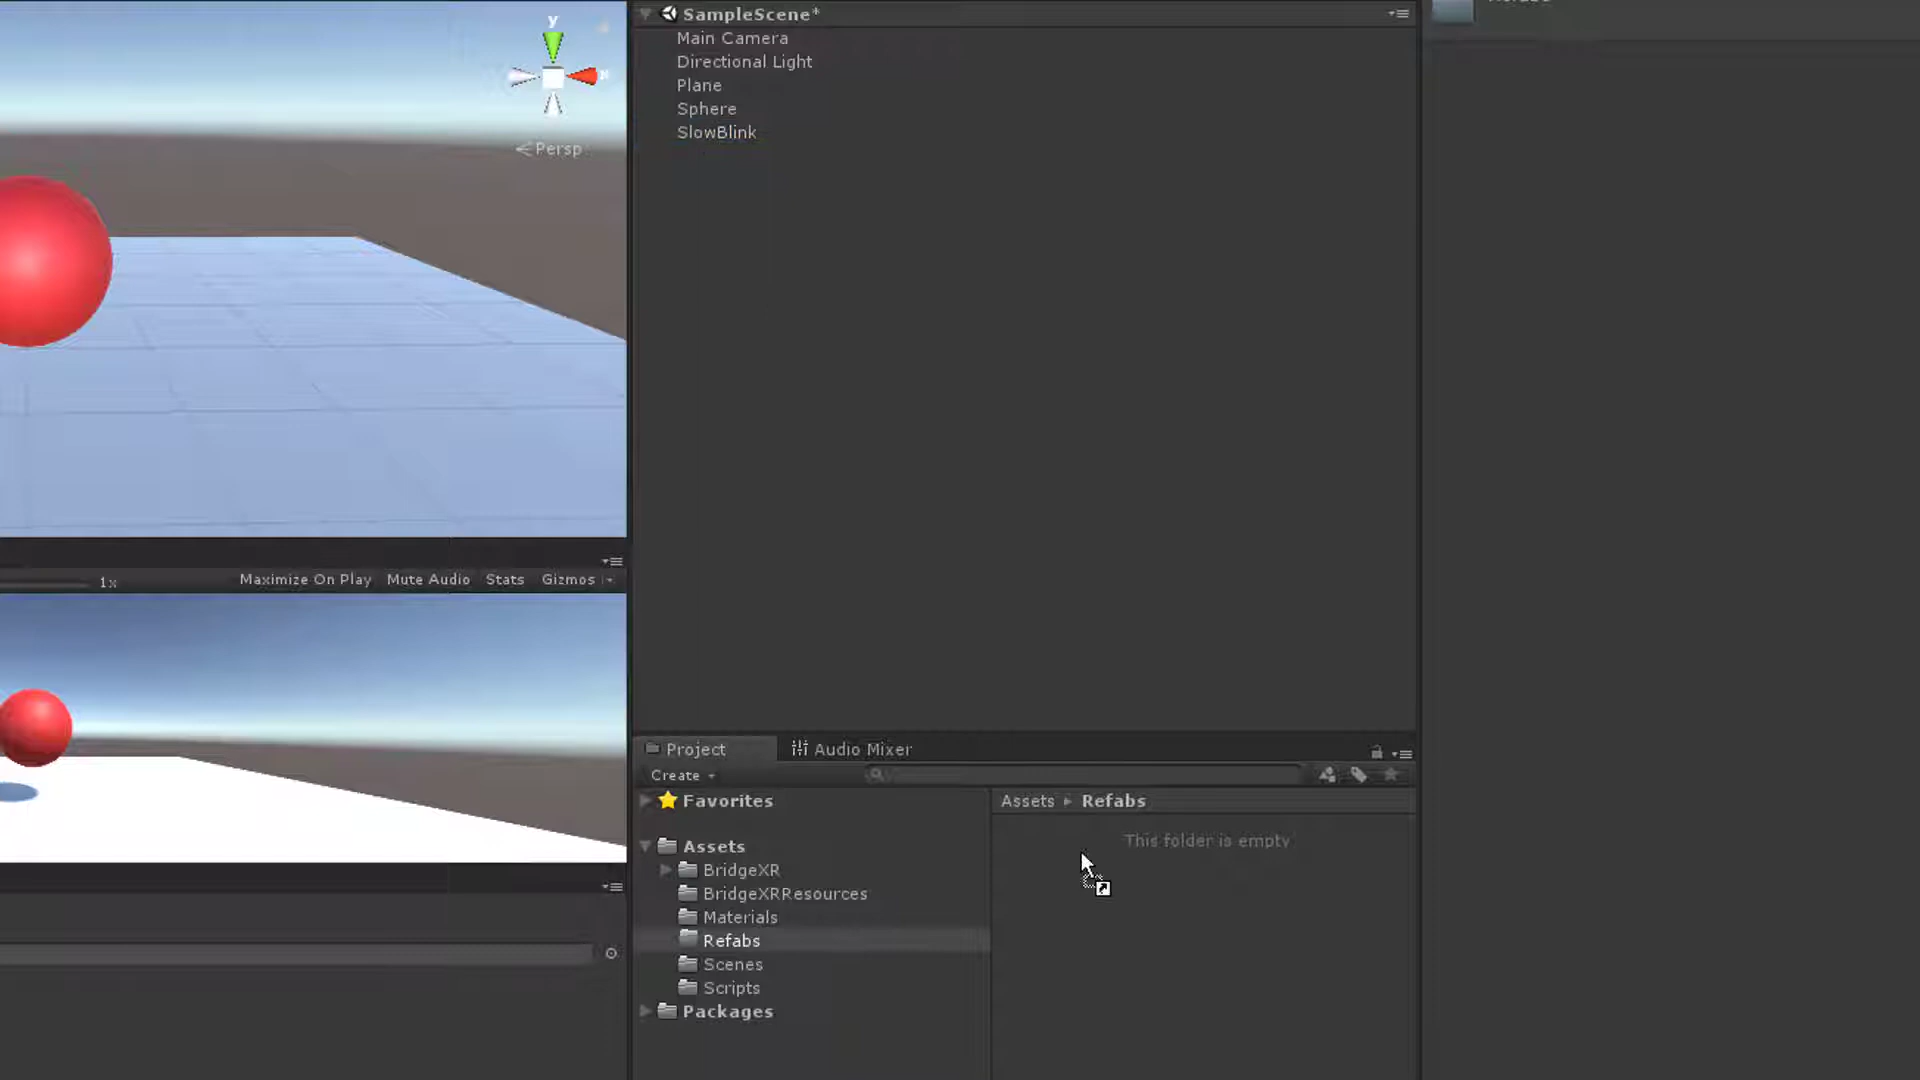 SampleScene*
Main Camera
Directional Light
Plane
Sphere
SlowBlink
y
x
Persp
1x
Maximize On Play
Mute Audio
Stats
Gizmos
Project
Audio Mixer
Create
Favorites
Assets
BridgeXR
BridgeXRResources
Materials
Refabs
Scenes
Scripts
Packages
Assets
Refabs
This folder is empty